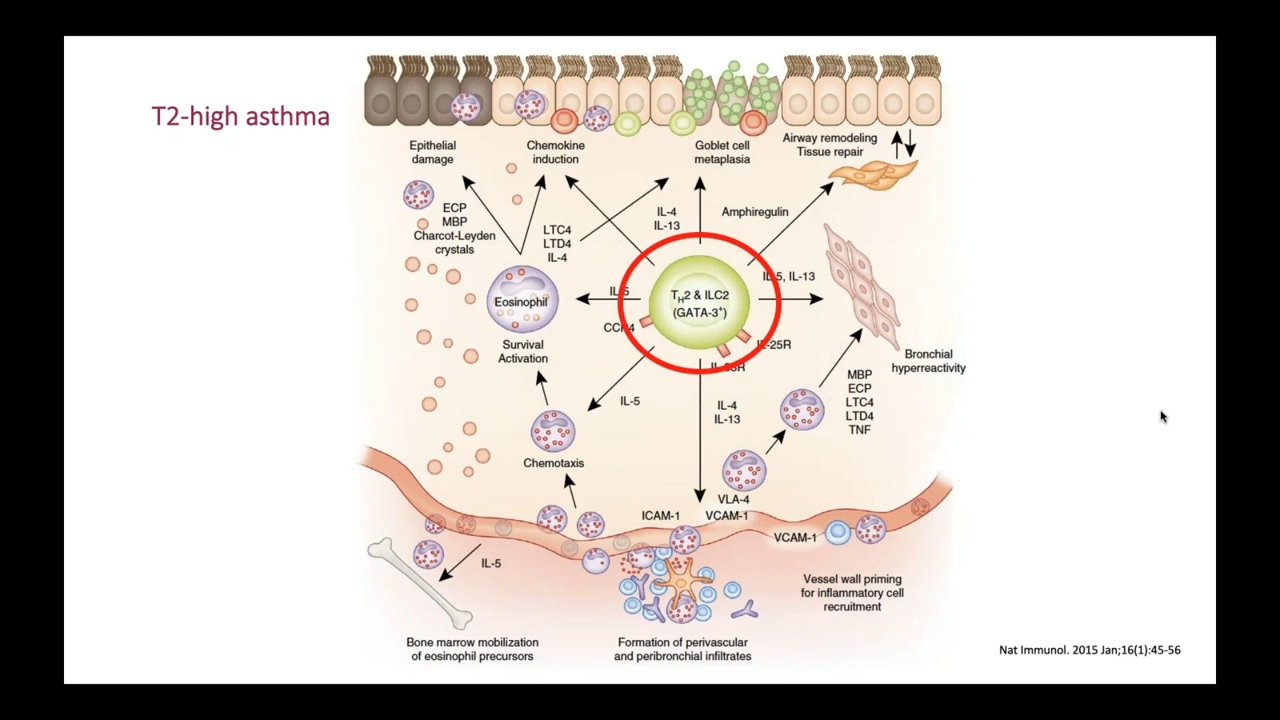 T2-high asthma
Epithelial
damage
Chemokine
induction
Goblet cell
metaplasia
Airway remodeling
Tissue repair
ECP
MBP
Charcot-Leyden
crystals
LTC4
LTD4
IL-4
IL-4
IL-13
Amphiregulin
Eosinophil
IL-5
TH2 & ILC2
(GATA-3+)
IL-5, IL-13
Survival
Activation
CCR4
IL-25R
Bronchial
hyperreactivity
IL-5
IL-4
IL-13
MBP
ECP
LTC4
LTD4
TNF
Chemotaxis
VLA-4
ICAM-1
VCAM-1
VCAM-1
IL-5
Vessel wall priming
for inflammatory cell
recruitment
Bone marrow mobilization
of eosinophil precursors
Formation of perivascular
and peribronchial infiltrates
Nat Immunol. 2015 Jan;16(1):45-56